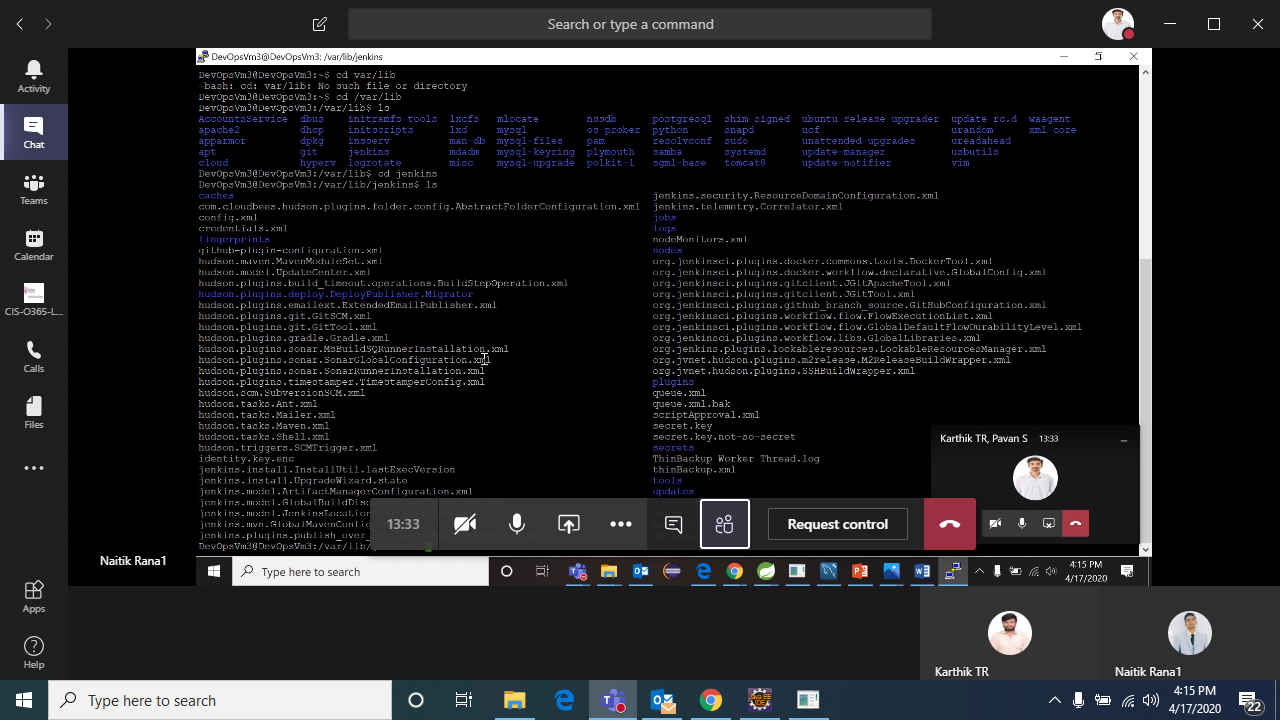 Search or type a command
Activity
Chat
Teams
Calendar
CIS-O365-L...
Calls
Files
Apps
Help
DevOpsVm3@DevOpsVm3: /var/lib/jenkins
DevOpsVm3@DevOpsVm3:~$ cd var/lib
-bash: cd: var/lib: No such file or directory
DevOpsVm3@DevOpsVm3:~$ cd /var/lib
DevOpsVm3@DevOpsVm3:/var/lib$ ls
AccountsService dbus initramfs-tools lxcfs mlocate nssdb postgresql shim-signed ubuntu-release-upgrader update-rc.d waagent
apache2 dhcp initscripts lxd mysql os-prober python snapd ucf urandom xml-core
apparmor dpkg insserv man-db mysql-files pam resolvconf sudo unattended-upgrades ureadahead
apt git jenkins mdadm mysql-keyring plymouth samba systemd update-manager usbutils
cloud hyperv logrotate misc mysql-upgrade polkit-1 sgml-base tomcat8 update-notifier vim
DevOpsVm3@DevOpsVm3:/var/lib$ cd jenkins
DevOpsVm3@DevOpsVm3:/var/lib/jenkins$ ls
caches jenkins.security.ResourceDomainConfiguration.xml
com.cloudbees.hudson.plugins.folder.config.AbstractFolderConfiguration.xml jenkins.telemetry.Correlator.xml
config.xml jobs
credentials.xml logs
fingerprints nodeMonitors.xml
github-plugin-configuration.xml nodes
hudson.maven.MavenModuleSet.xml org.jenkinsci.plugins.docker.commons.tools.DockerTool.xml
hudson.model.UpdateCenter.xml org.jenkinsci.plugins.docker.workflow.declarative.GlobalConfig.xml
hudson.plugins.build_timeout.operations.BuildStepOperation.xml org.jenkinsci.plugins.gitclient.JGitApacheTool.xml
hudson.plugins.deploy.DeployPublisher.Migrator org.jenkinsci.plugins.gitclient.JGitTool.xml
hudson.plugins.emailext.ExtendedEmailPublisher.xml org.jenkinsci.plugins.github_branch_source.GitHubConfiguration.xml
hudson.plugins.git.GitSCM.xml org.jenkinsci.plugins.workflow.flow.FlowExecutionList.xml
hudson.plugins.git.GitTool.xml org.jenkinsci.plugins.workflow.flow.GlobalDefaultFlowDurabilityLevel.xml
hudson.plugins.gradle.Gradle.xml org.jenkinsci.plugins.workflow.libs.GlobalLibraries.xml
hudson.plugins.sonar.MsBuildSQRunnerInstallation.xml org.jenkins.plugins.lockableresources.LockableResourcesManager.xml
hudson.plugins.sonar.SonarGlobalConfiguration.xml org.jvnet.hudson.plugins.m2release.M2ReleaseBuildWrapper.xml
hudson.plugins.sonar.SonarRunnerInstallation.xml org.jvnet.hudson.plugins.SSHBuildWrapper.xml
hudson.plugins.timestamper.TimestamperConfig.xml plugins
hudson.scm.SubversionSCM.xml queue.xml
hudson.tasks.Ant.xml queue.xml.bak
hudson.tasks.Mailer.xml scriptApproval.xml
hudson.tasks.Maven.xml secret.key
hudson.tasks.Shell.xml secret.key.not-so-secret
hudson.triggers.SCMTrigger.xml secrets
identity.key.enc ThinBackup Worker Thread.log
jenkins.install.InstallUtil.lastExecVersion thinBackup.xml
jenkins.install.UpgradeWizard.state tools
jenkins.model.ArtifactManagerConfiguration.xml updates
jenkins.model.GlobalBuildDisc
jenkins.model.JenkinsLocation
jenkins.mvn.GlobalMavenConfi
jenkins.plugins.publish_over_
DevOpsVm3@DevOpsVm3:/var/lib/j
Karthik TR, Pavan S 13:33
13:33
Request control
Naitik Rana1
Type here to search
4:15 PM
4/17/2020
Karthik TR
Naitik Rana1
Type here to search
4:15 PM
4/17/2020
22